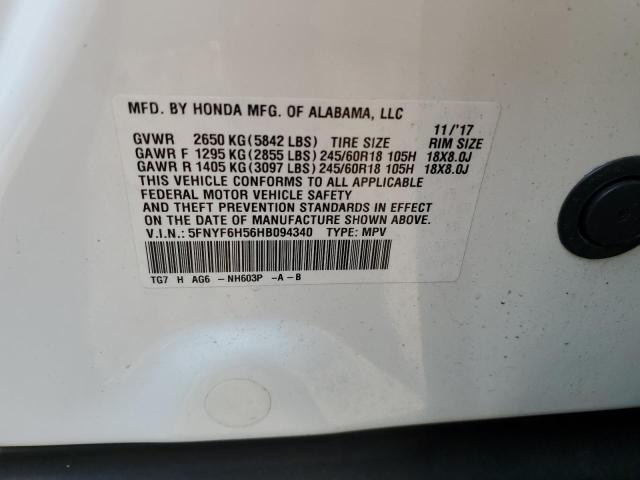 MFD. BY HONDA MFG. OF ALABAMA, LLC
11/'17
GVWR 2650 KG(5842 LBS) TIRE SIZE RIM SIZE
GAWR F 1295 KG(2855 LBS)245/60R18 105H 18X8.0J
GAWR R 1405 KG(3097 LBS)245/60R18 105H 18X8.0J
THIS VEHICLE CONFORMS TO ALL APPLICABLE
FEDERAL MOTOR VEHICLE SAFETY
AND THEFT PREVENTION STANDARDS IN EFFECT
ON THE DATE OF MANUFACTURE SHOWN ABOVE.
V.I.N.: 5FNYF6H56HB094340 TYPE: MPV
TG7 H AG6 -NH603P -A-B